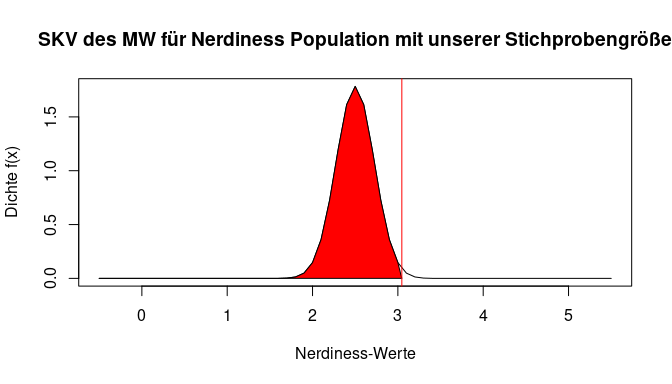 SKV des MW für Nerdiness Population mit unserer Stichprobengröße
Dichte f(x)
1.5
1.0
0.5
0.0
0 1 2 3 4 5
Nerdiness-Werte